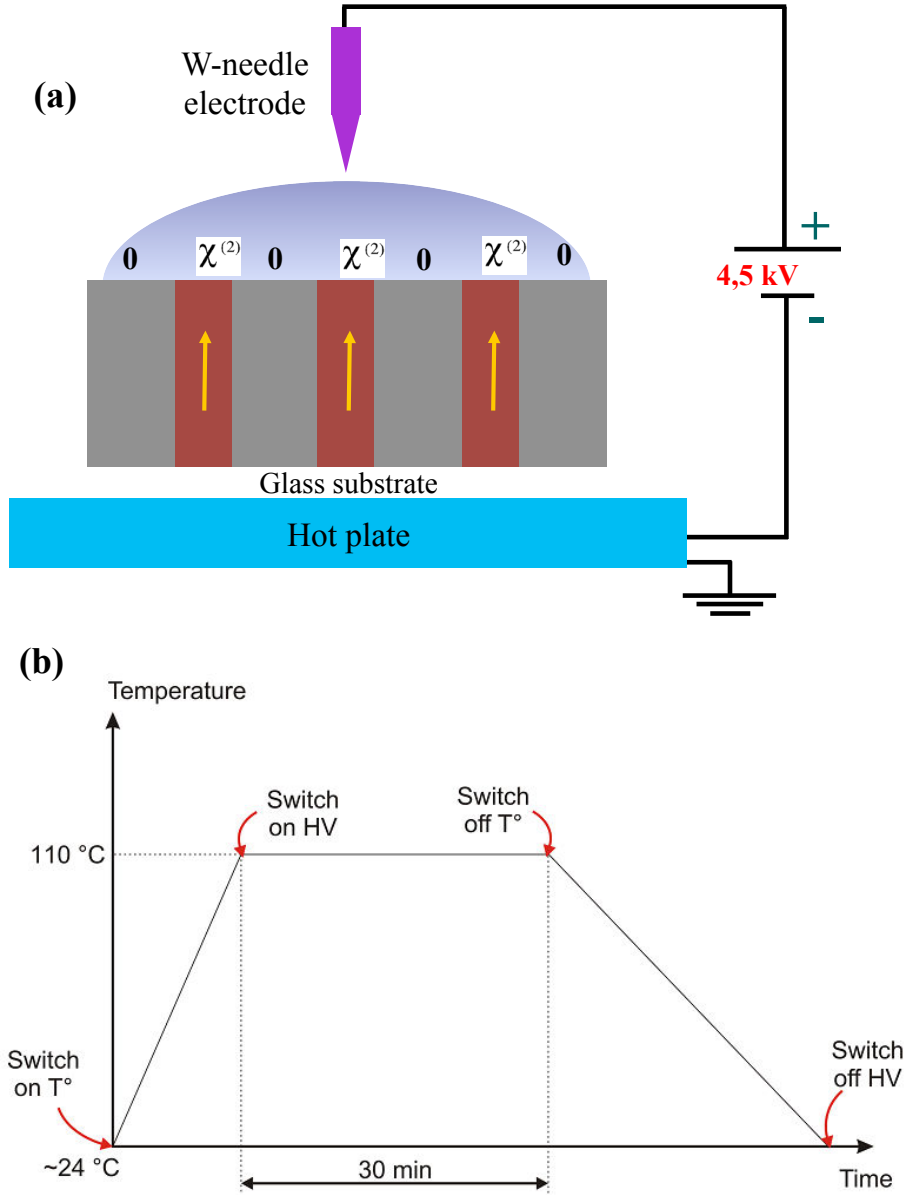 W-needle
electrode
(a)
+
0 χ(2) 0 χ(2) 0 χ(2) 0
4,5 kV
-
Glass substrate
Hot plate
(b)
Temperature
Switch
on HV
Switch
off T°
110 °C
Switch
on T°
Switch
off HV
~24 °C
30 min
Time